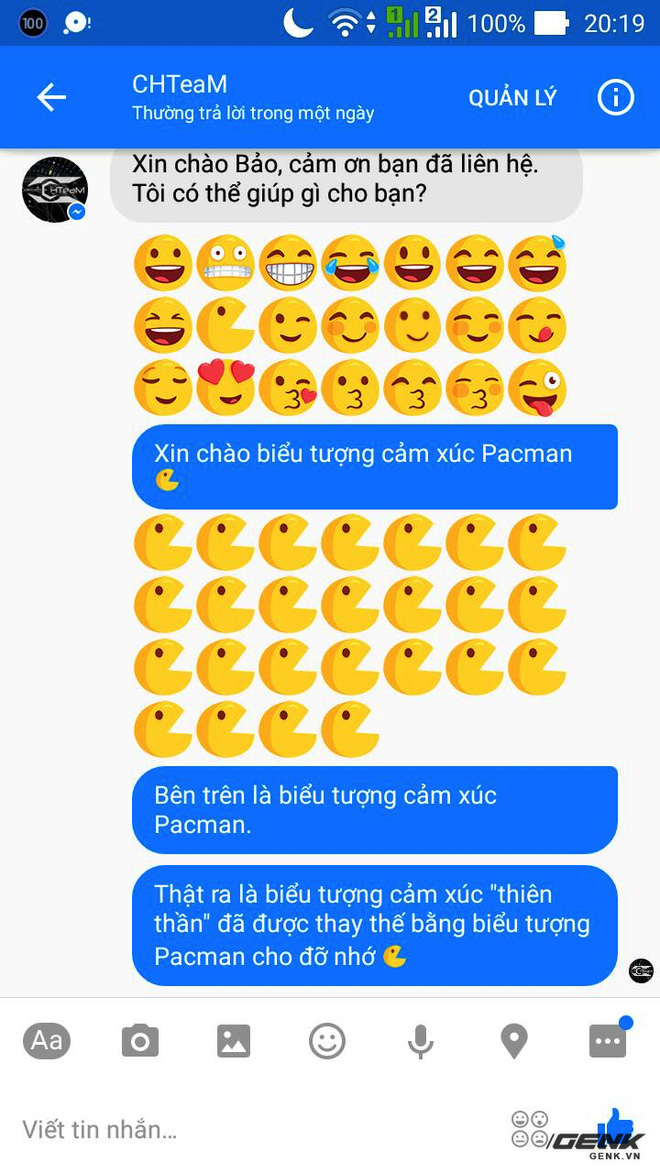 100
1
2
100%
20:19
CHTeaM
Thường trả lời trong một ngày
QUẢN LÝ
Xin chào Bảo, cảm ơn bạn đã liên hệ.
Tôi có thể giúp gì cho bạn?
CHTeaM
Xin chào biểu tượng cảm xúc Pacman
Bên trên là biểu tượng cảm xúc
Pacman.
Thật ra là biểu tượng cảm xúc "thiên
thần" đã được thay thế bằng biểu tượng
Pacman cho đỡ nhớ
Aa
Viết tin nhắn...
GENK
GENK.VN